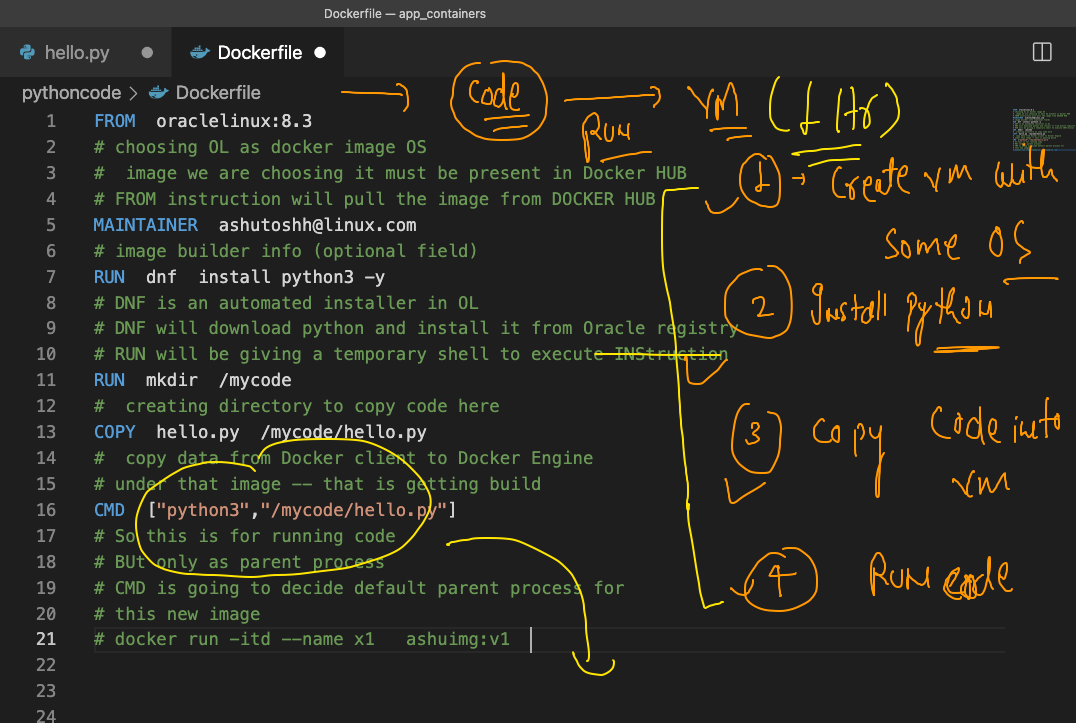 Dockerfile — app_containers
hello.py
Dockerfile
pythoncode > Dockerfile
1 FROM oraclelinux:8.3
2 # choosing OL as docker image OS
3 #  image we are choosing it must be present in Docker HUB
4 # FROM instruction will pull the image from DOCKER HUB
5 MAINTAINER  ashutoshh@linux.com
6 # image builder info (optional field)
7 RUN  dnf  install python3 -y
8 # DNF is an automated installer in OL
9 # DNF will download python and install it from Oracle registry
10 # RUN will be giving a temporary shell to execute INStruction
11 RUN  mkdir  /mycode
12 #  creating directory to copy code here
13 COPY  hello.py  /mycode/hello.py
14 #  copy data from Docker client to Docker Engine
15 # under that image -- that is getting build
16 CMD  ["python3","/mycode/hello.py"]
17 # So this is for running code
18 # BUt only as parent process
19 # CMD is going to decide default parent process for
20 # this new image
21 # docker run -itd --name x1   ashuimg:v1
22
23
24
Code
Run
VM (1 Hr)
1 → Create vm with
Some OS
2 Install Python
3 Copy Code into
vm
4 Run code